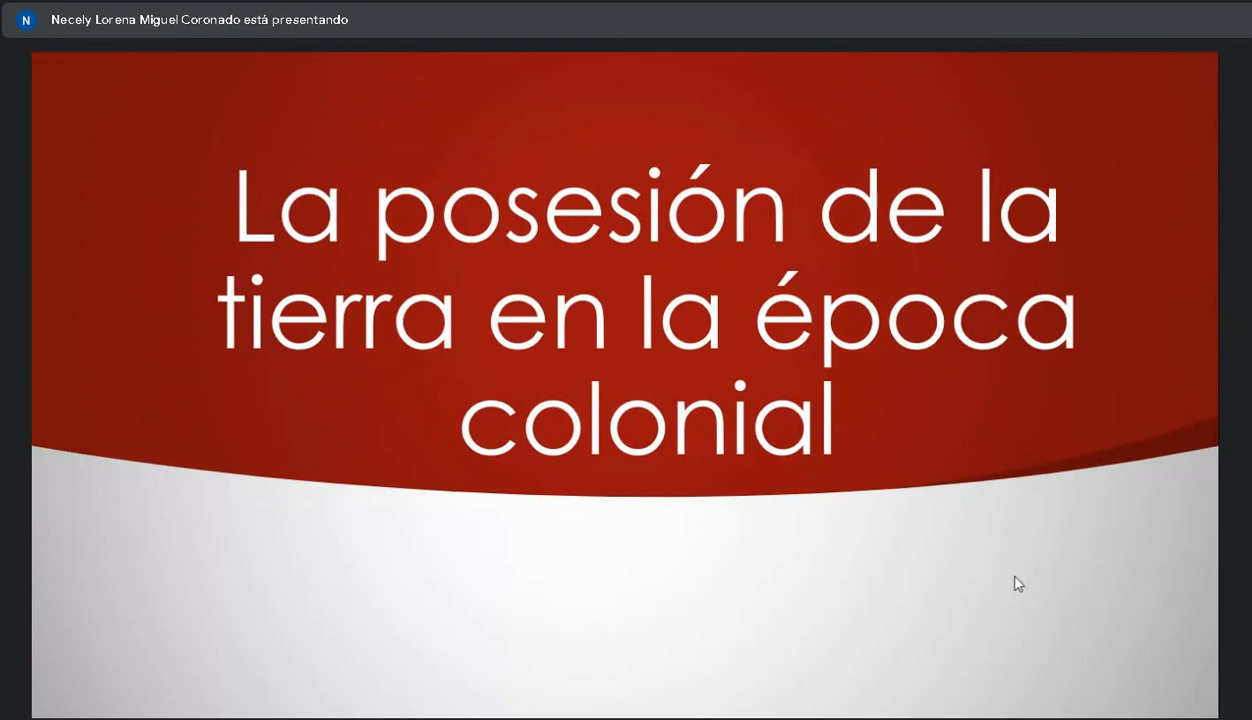 N Necely Lorena Miguel Coronado está presentando
La posesión de la
tierra en la época
colonial